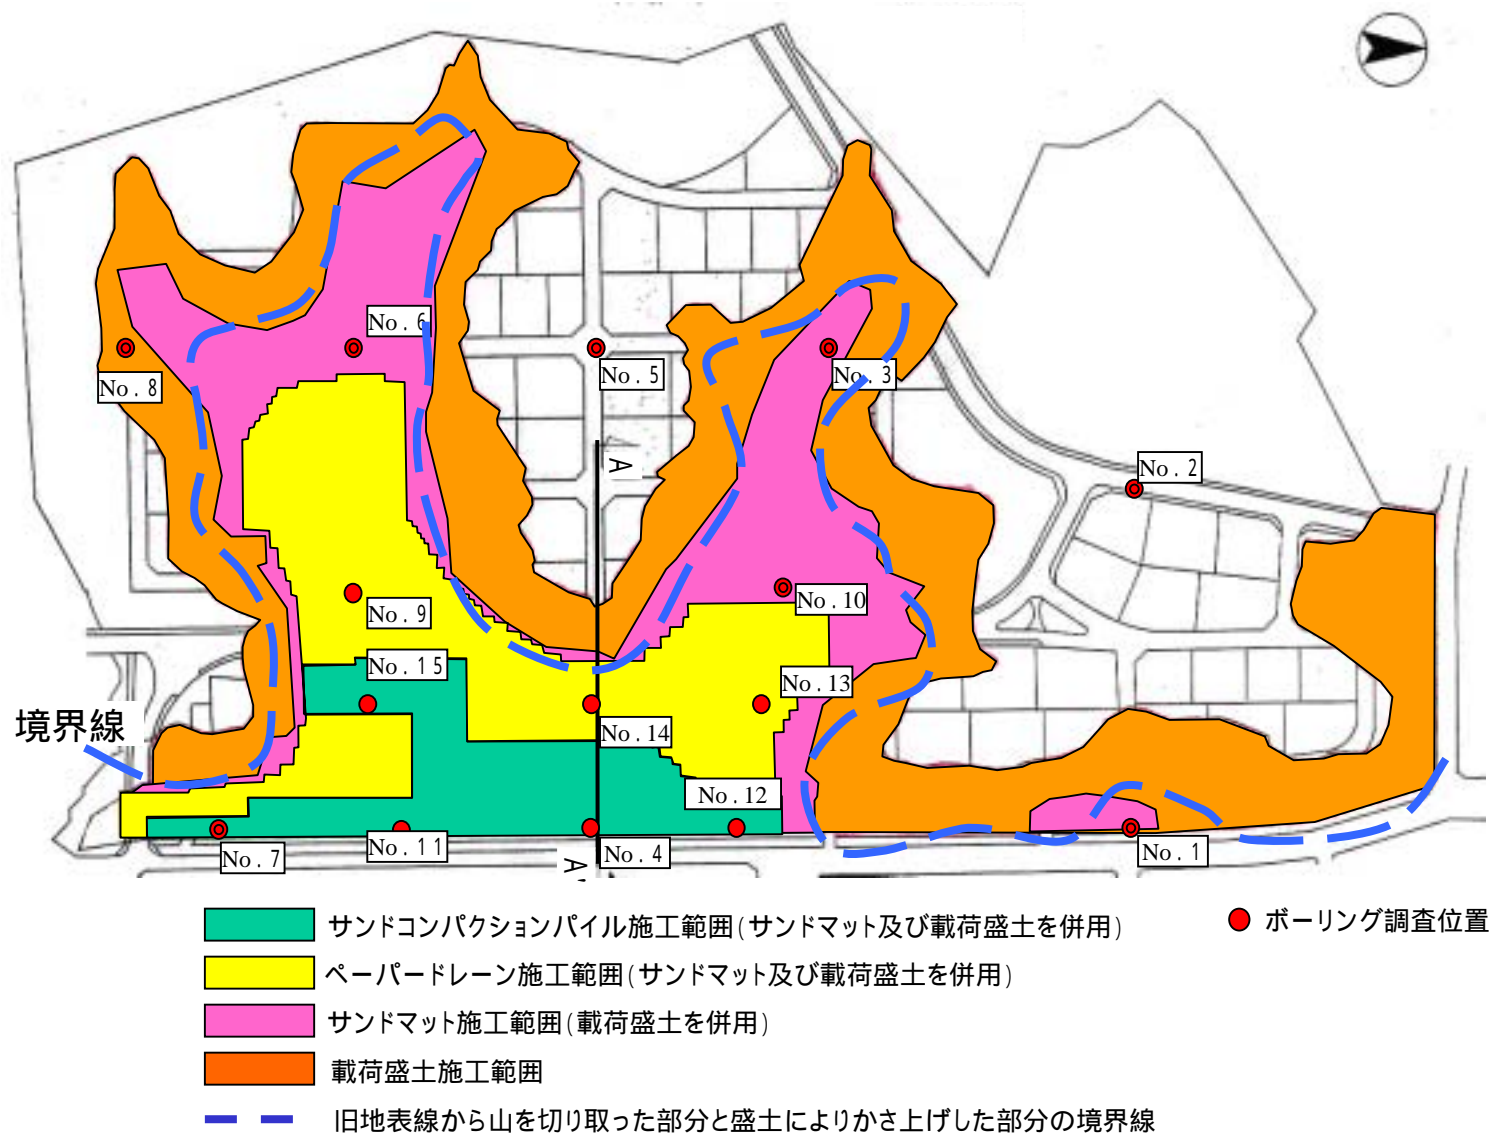 No. 6
No. 8
No. 5
No. 3
A
No. 2
No. 9
No. 10
No. 15
No. 13
境界線
No. 14
No. 12
No. 7
No. 11
A
No. 4
No. 1
サンドコンパクションパイル施工範囲(サンドマット及び載荷盛土を併用)
ボーリング調査位置
ペーパードレーン施工範囲(サンドマット及び載荷盛土を併用)
サンドマット施工範囲(載荷盛土を併用)
載荷盛土施工範囲
旧地表線から山を切り取った部分と盛土によりかさ上げした部分の境界線